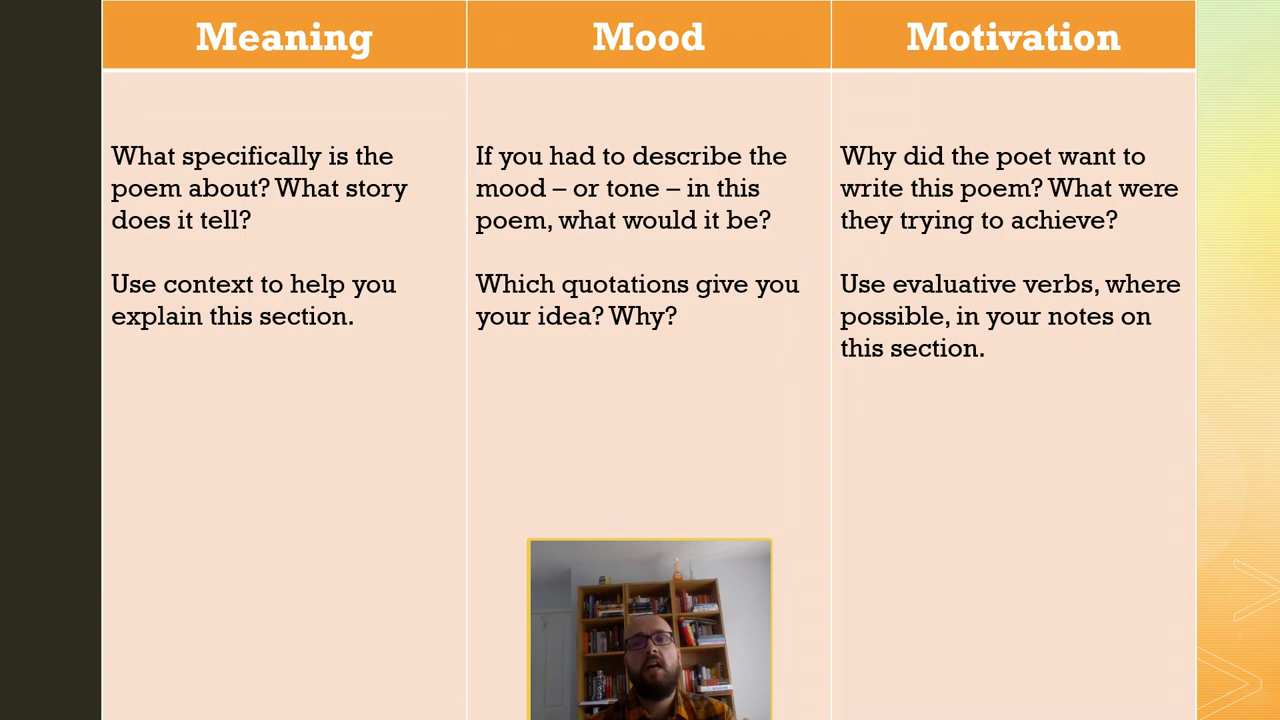 Meaning
Mood
Motivation
What specifically is the
poem about? What story
does it tell?
Use context to help you
explain this section.
If you had to describe the
mood – or tone – in this
poem, what would it be?
Which quotations give you
your idea? Why?
Why did the poet want to
write this poem? What were
they trying to achieve?
Use evaluative verbs, where
possible, in your notes on
this section.